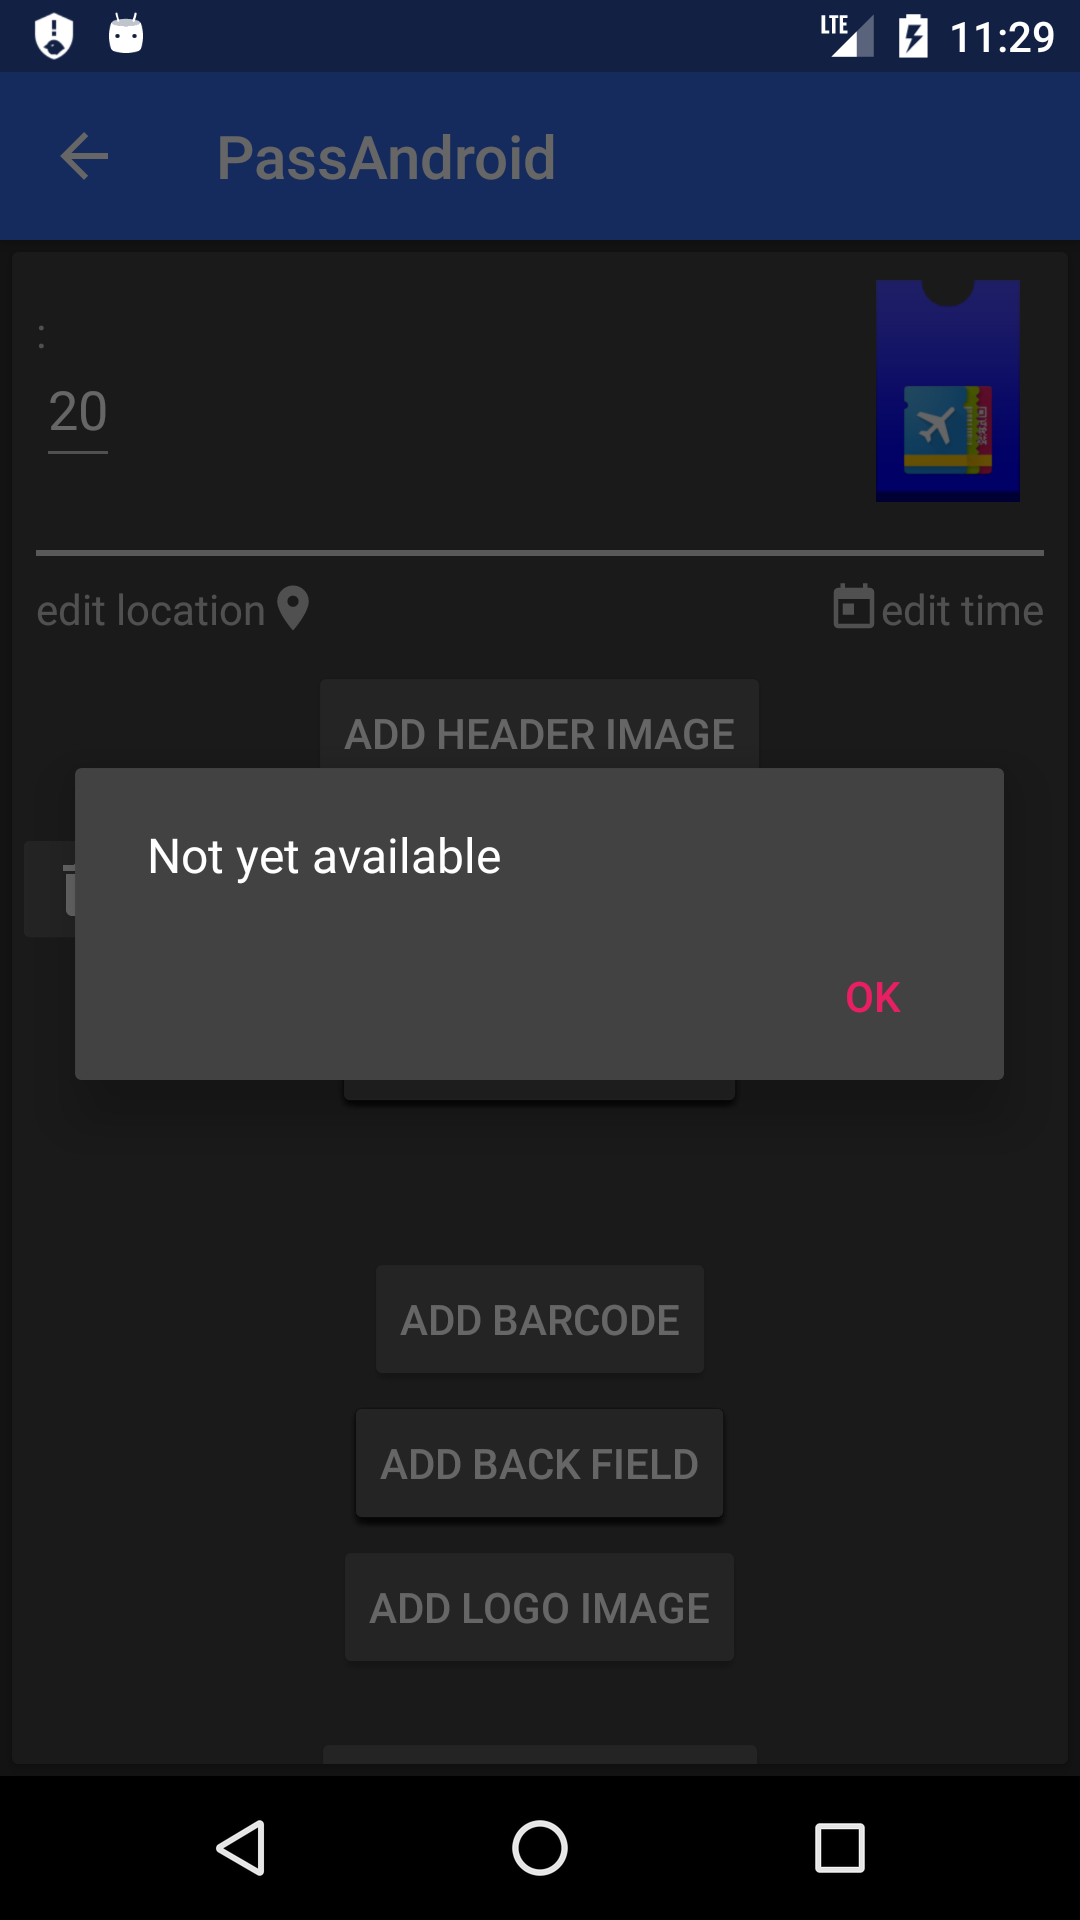 LTE 11:29
PassAndroid
:
20
edit location
edit time
ADD HEADER IMAGE
Not yet available
OK
ADD BARCODE
ADD BACK FIELD
ADD LOGO IMAGE